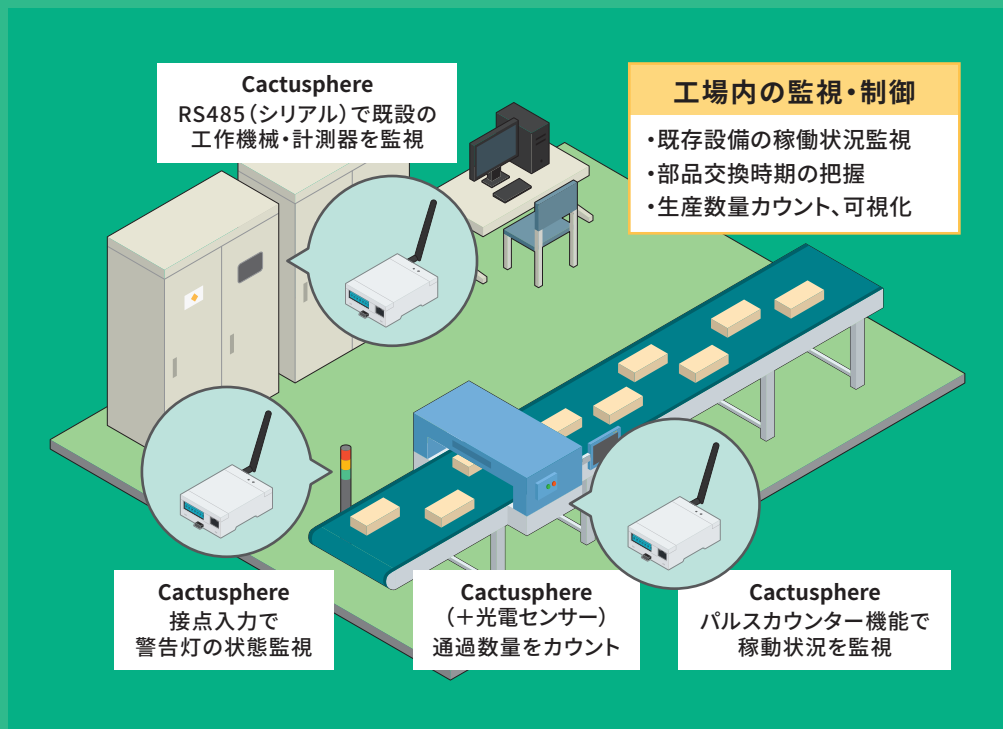 Cactusphere
RS485（シリアル）で既設の
工作機械・計測器を監視
工場内の監視・制御
・既存設備の稼働状況監視
・部品交換時期の把握
・生産数量カウント、可視化
Cactusphere
接点入力で
警告灯の状態監視
Cactusphere
（＋光電センサー）
通過数量をカウント
Cactusphere
パルスカウンター機能で
稼動状況を監視